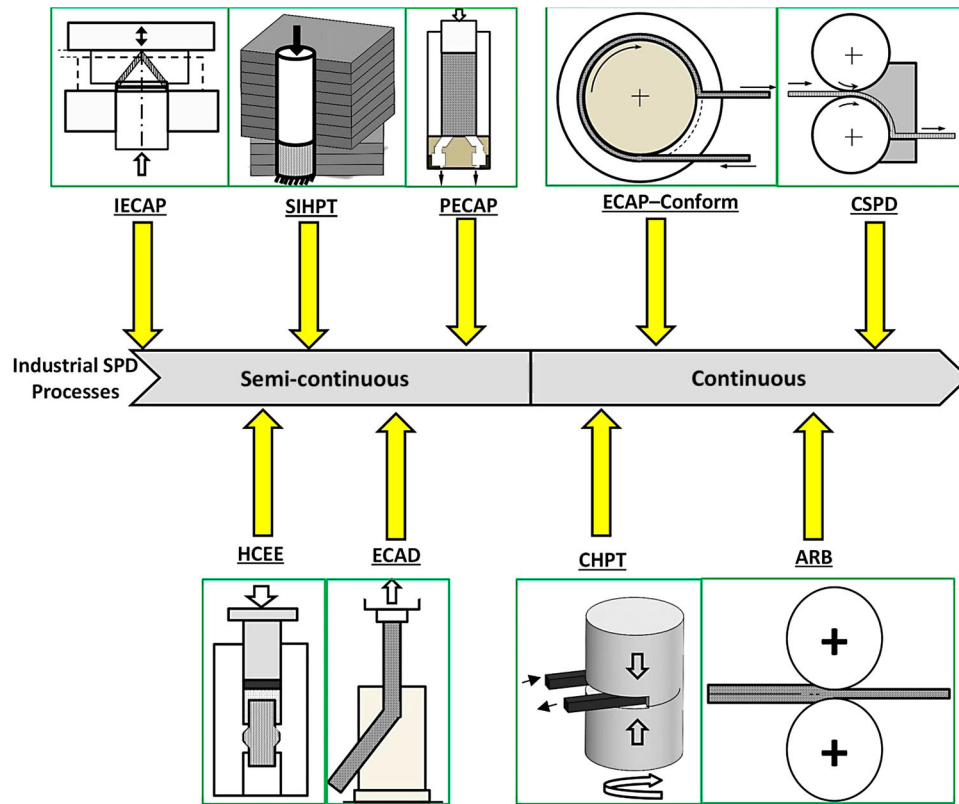 IECAP
SIHPT
PECAP
ECAP–Conform
CSPD
Industrial SPD
Processes
Semi-continuous
Continuous
HCEE
ECAD
CHPT
ARB